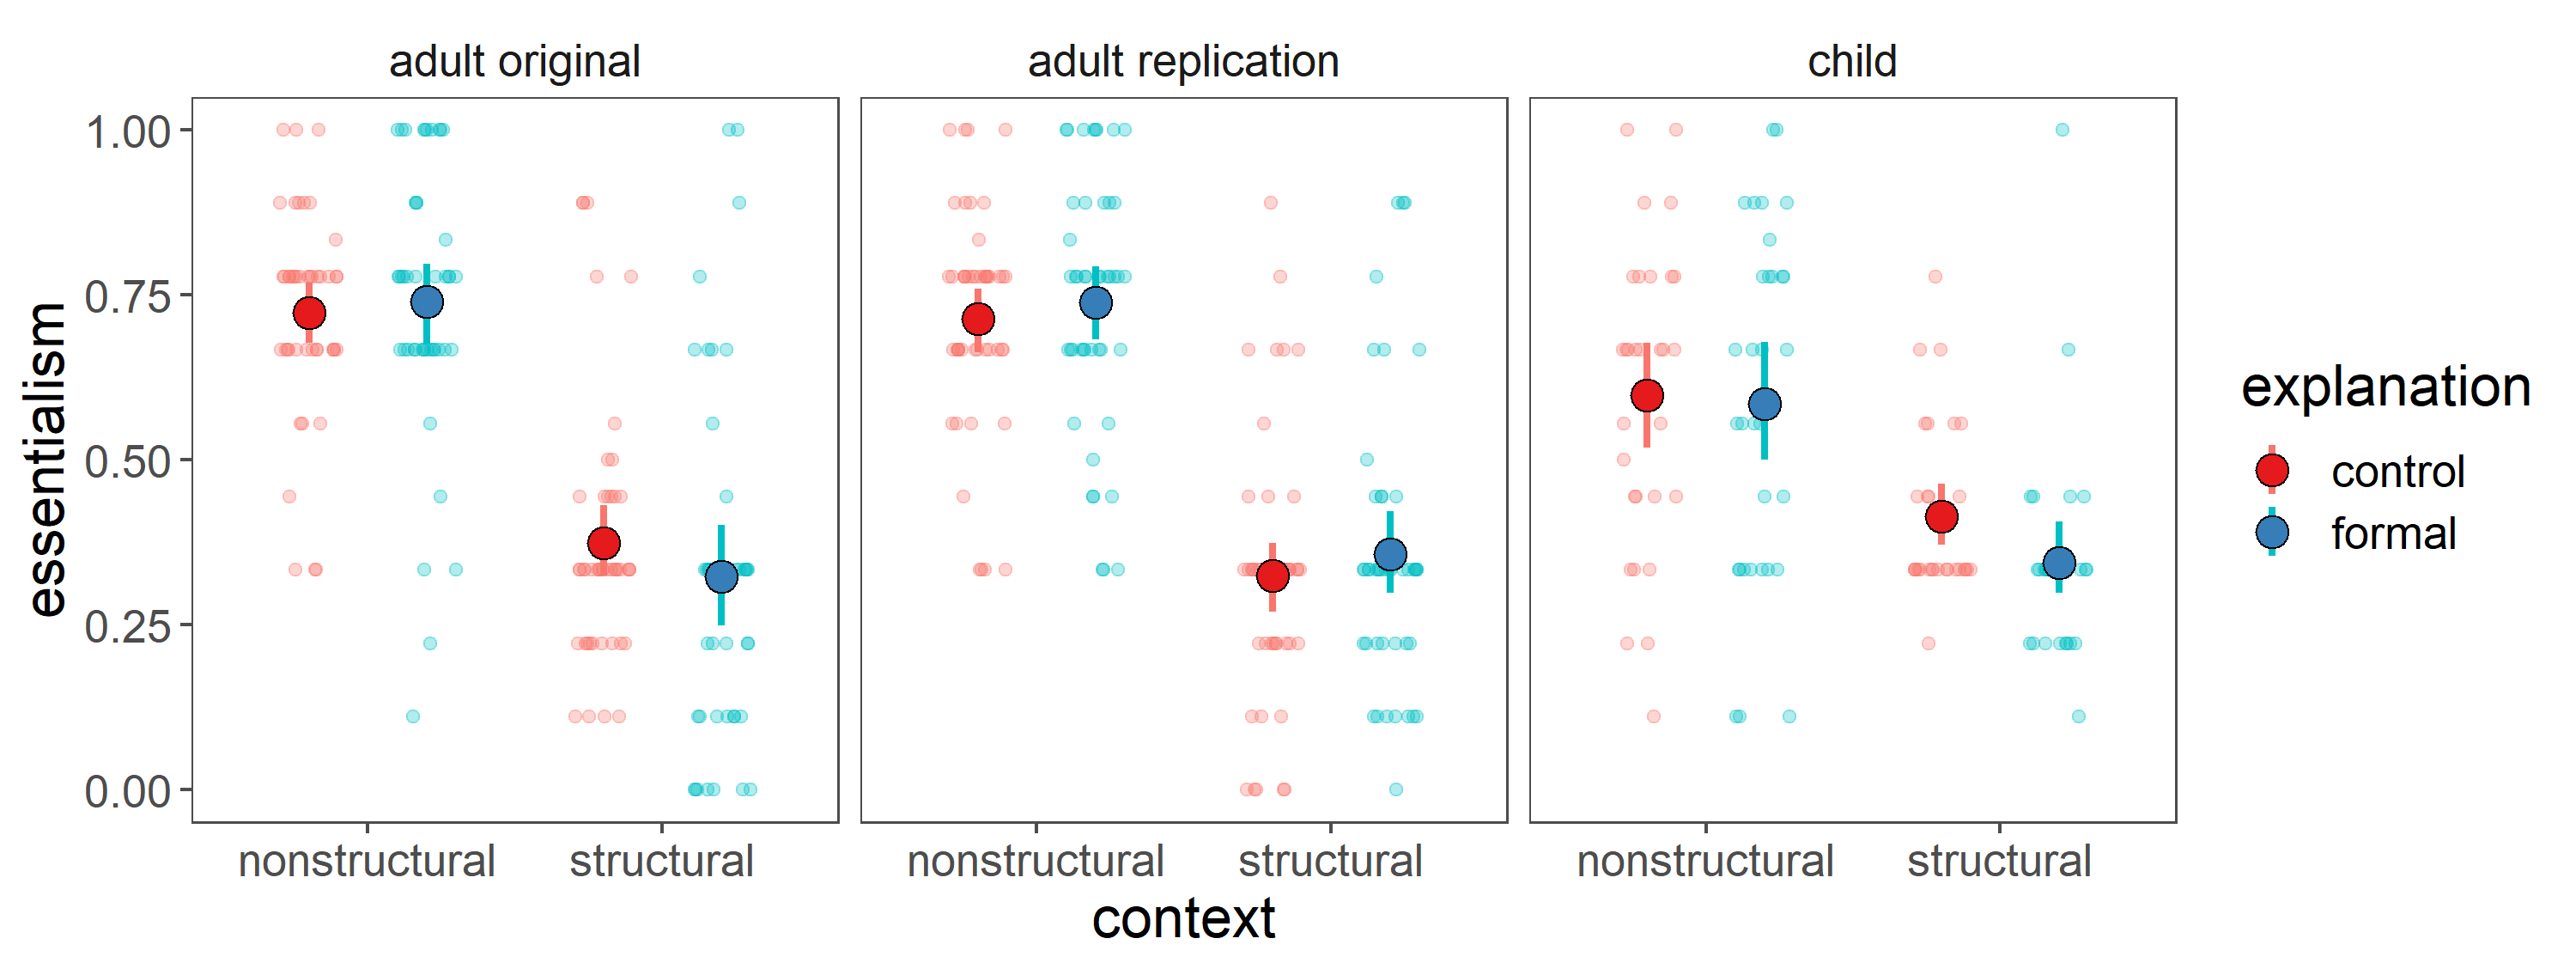 adult original
adult replication
child
1.00
0.75
0.50
0.25
0.00
essentialism
nonstructural
structural
nonstructural
structural
nonstructural
structural
context
explanation
control
formal